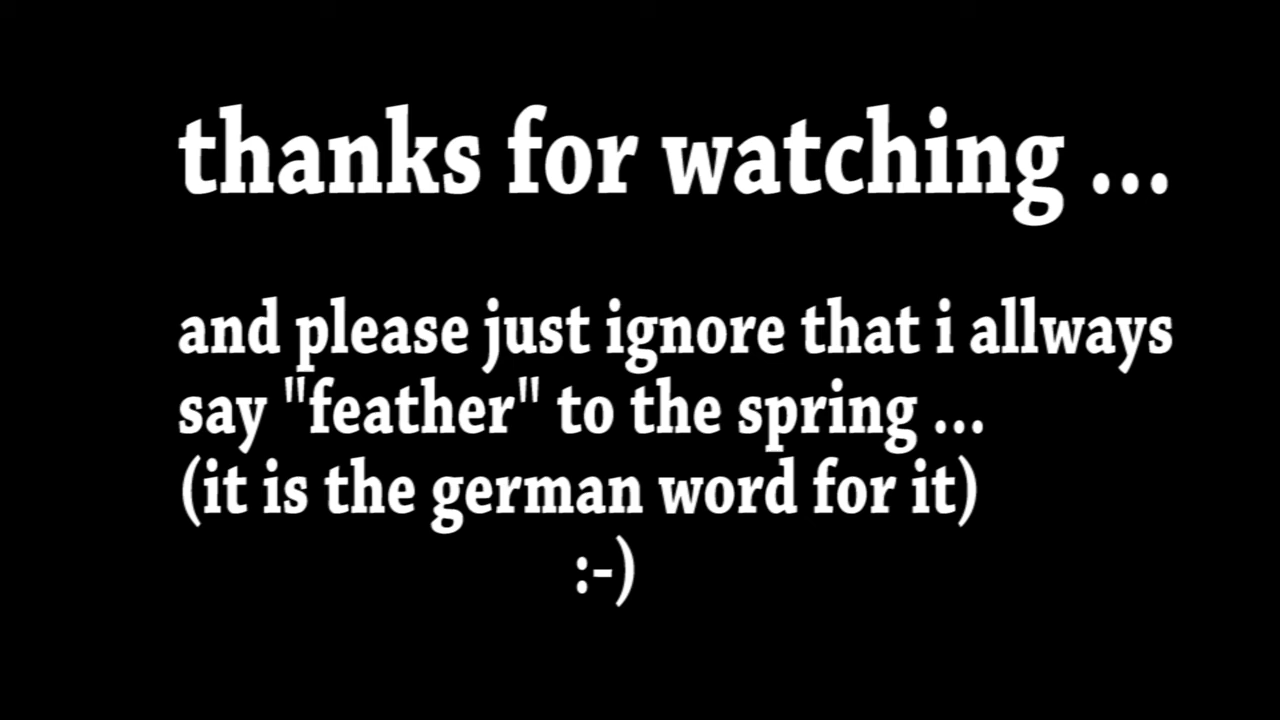 thanks for watching ...
and please just ignore that i allways
say "feather" to the spring ...
(it is the german word for it)
:-)